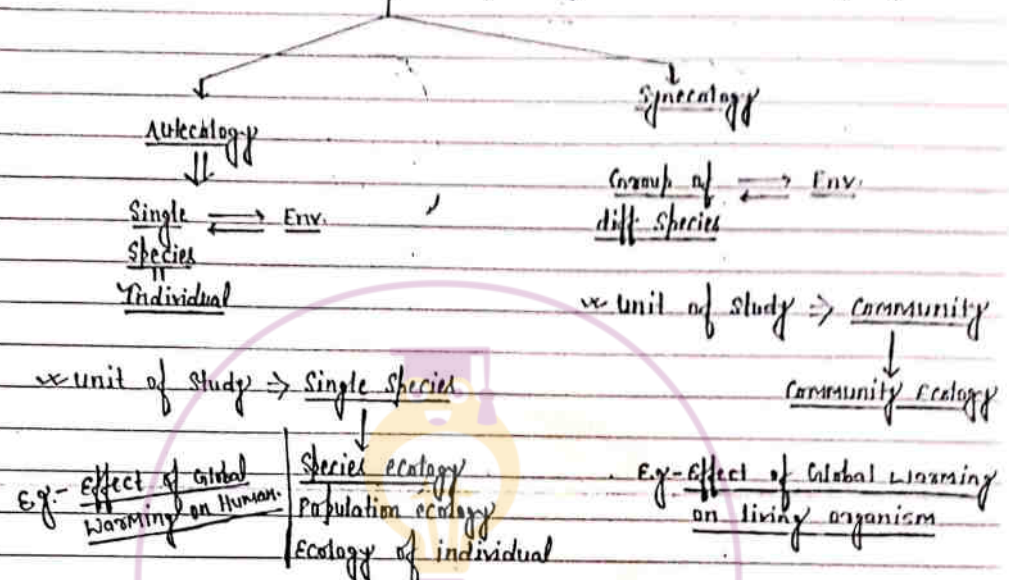 Autecology
Single ⇌ Env.
Species
Individual
* unit of study ⇒ Single Species
E.g:- Effect of Global
Warming on Human.
Species ecology
Population ecology
Ecology of individual
Synecology
Group of ⇌ Env.
diff Species
* unit of study ⇒ Community
Community Ecology
E.g- Effect of Global Warming
on living organism